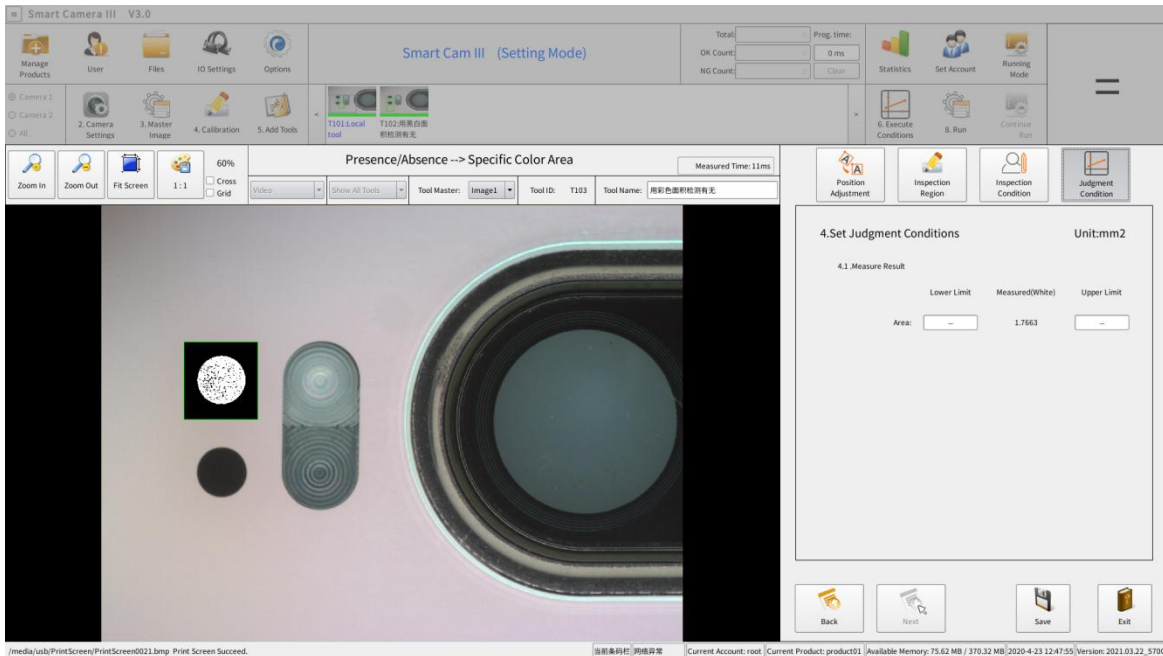 Smart Camera III V3.0
Manage Products
User
Files
IO Settings
Options
Smart Cam III (Setting Mode)
Total: 0
OK Count: 0
NG Count: 0
Prog. time:
0 ms
Clear
Statistics
Set Account
Running Mode
Camera 1
Camera 2
All
2. Camera Settings
3. Master Image
4. Calibration
5. Add Tools
<
T101:Local tool
T102:用黑白面积检测有无
>
6. Execute Conditions
8. Run
Continue Run
Zoom In
Zoom Out
Fit Screen
1:1
60%
Cross
Grid
Presence/Absence --> Specific Color Area
Measured Time: 11ms
Video
Show All Tools
Tool Master: Image1
Tool ID: T103
Tool Name: 用彩色面积检测有无
Position Adjustment
Inspection Region
Inspection Condition
Judgment Condition
4.Set Judgment Conditions Unit:mm2
4.1 .Measure Result
Lower Limit Measured(White) Upper Limit
Area: -- 1.7663 --
Back
Next
Save
Exit
/media/usb/PrintScreen/PrintScreen0021.bmp Print Screen Succeed.
当前条码栏 网络异常 Current Account: root Current Product: product01 Available Memory: 75.62 MB / 370.32 MB 2020-4-23 12:47:55 Version: 2021.03.22_570